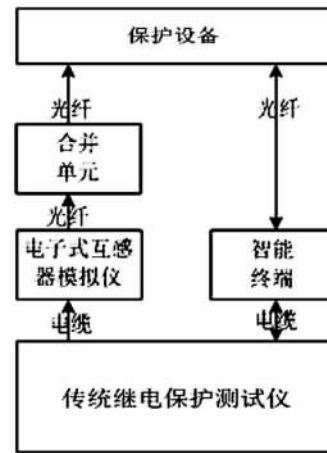 保护设备
光纤
光纤
合并
单元
光纤
电子式互感
器模拟仪
智能
终端
电缆
电缆
传统继电保护测试仪